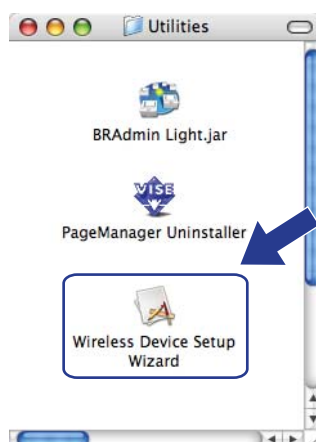 Utilities
BRAdmin Light.jar
VISE
PageManager Uninstaller
Wireless Device Setup
Wizard